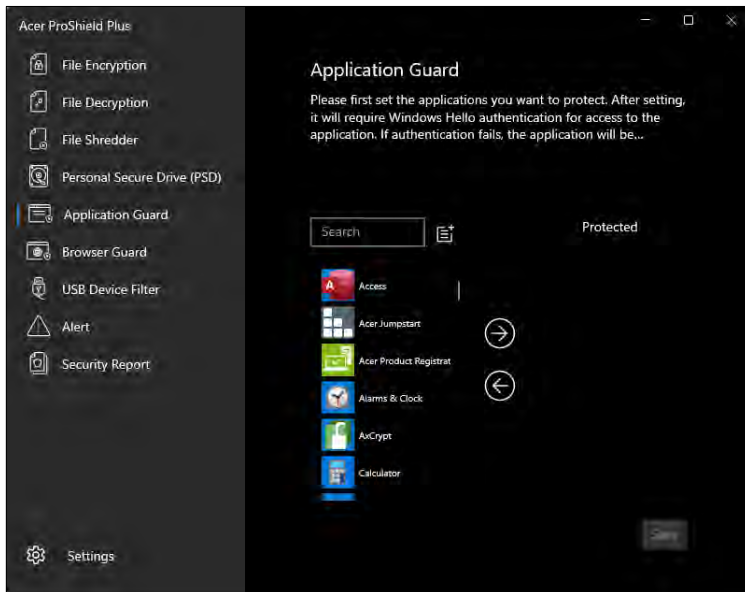 Acer ProShield Plus
File Encryption
File Decryption
File Shredder
Personal Secure Drive (PSD)
Application Guard
Browser Guard
USB Device Filter
Alert
Security Report
Settings
Application Guard
Please first set the applications you want to protect. After setting,
it will require Windows Hello authentication for access to the
application. If authentication fails, the application will be...
Search
Protected
Access
Acer Jumpstart
Acer Product Registrat
Alarms & Clock
AxCrypt
Calculator
Save